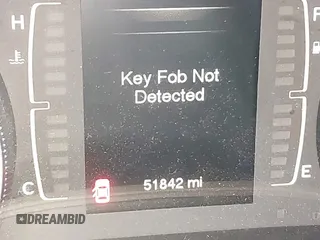 H
F
Key Fob Not
Detected
C
E
51842 mi
DREAMBID